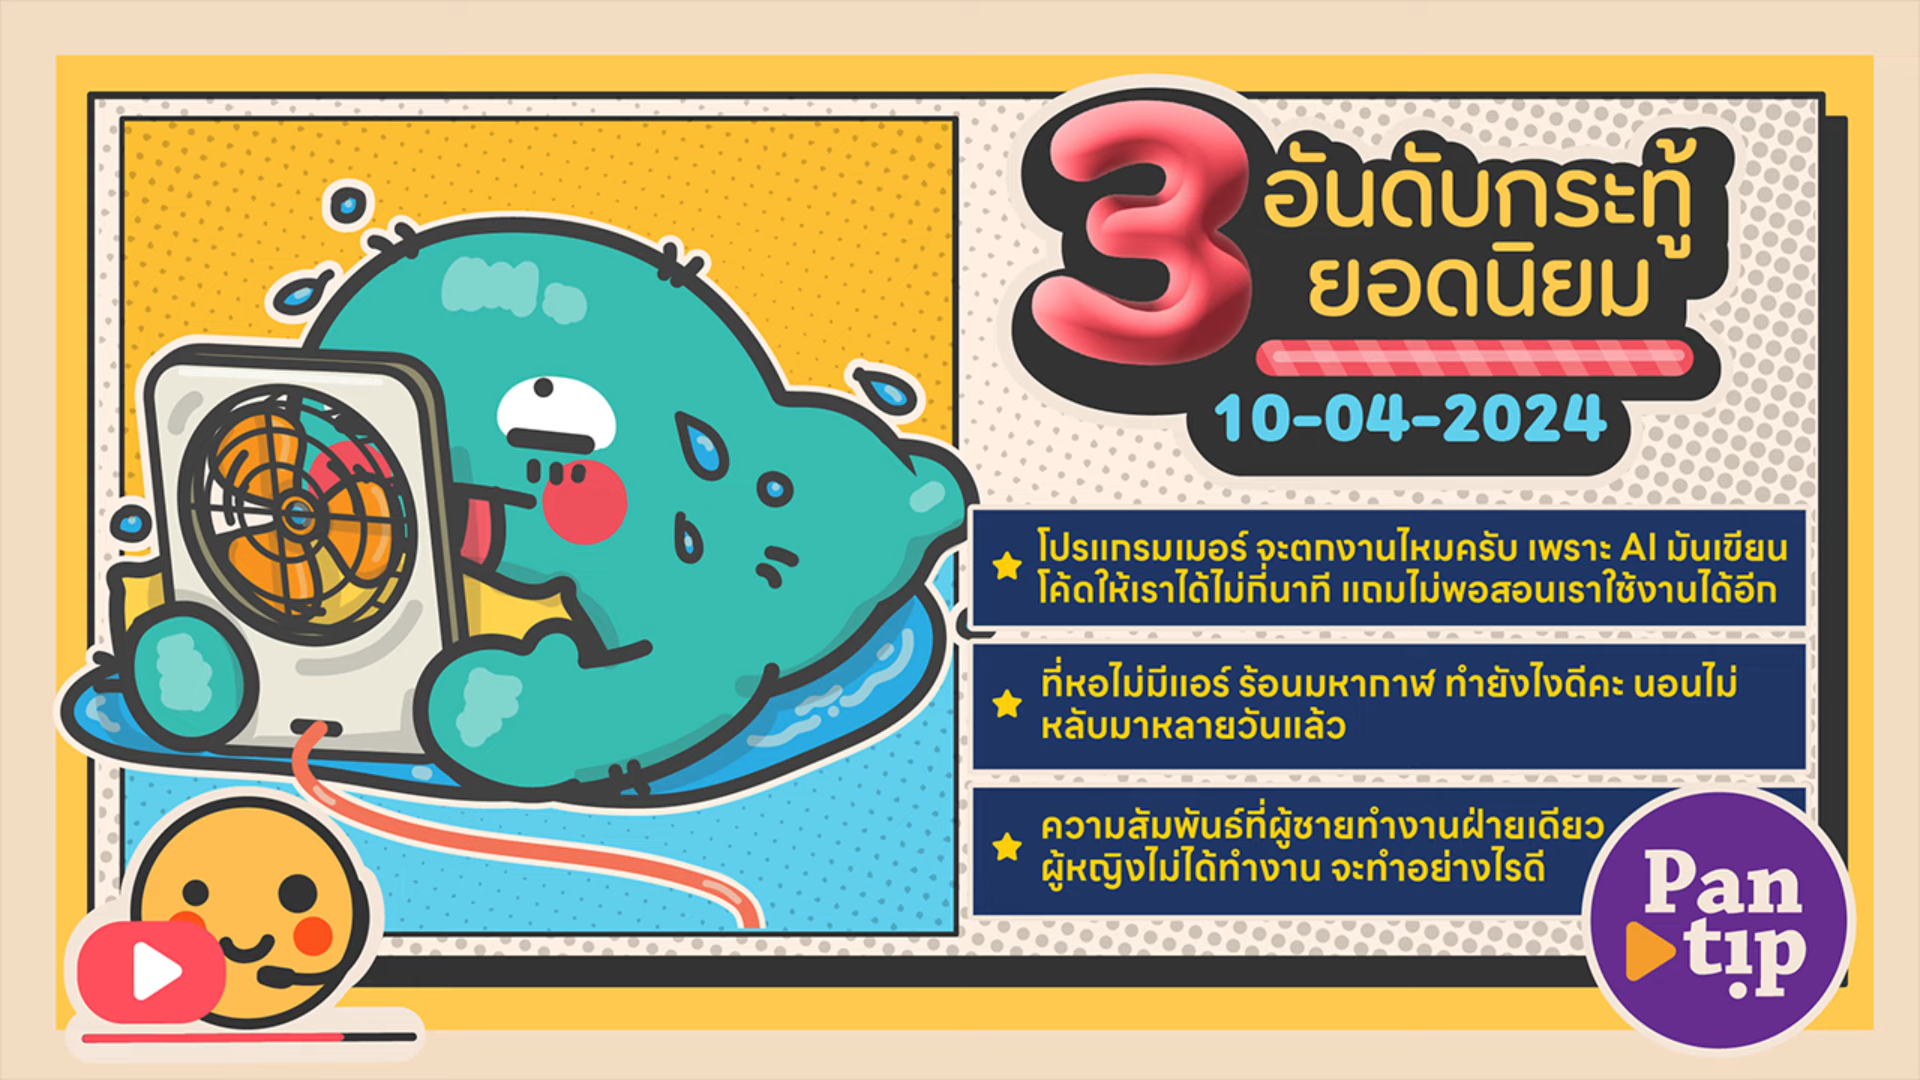 3 อันดับกระทู้
ยอดนิยม
10-04-2024
โปรแกรมเมอร์ จะตกงานไหมครับ เพราะ AI มันเขียน
โค้ดให้เราได้ไม่กี่นาที แถมไม่พอสอนเราใช้งานได้อีก
ที่หอไม่มีแอร์ ร้อนมหากาฬ ทำยังไงดีคะ นอนไม่
หลับมาหลายวันแล้ว
ความสัมพันธ์ที่ผู้ชายทำงานฝ่ายเดียว
ผู้หญิงไม่ได้ทำงาน จะทำอย่างไรดี
Pan
tip